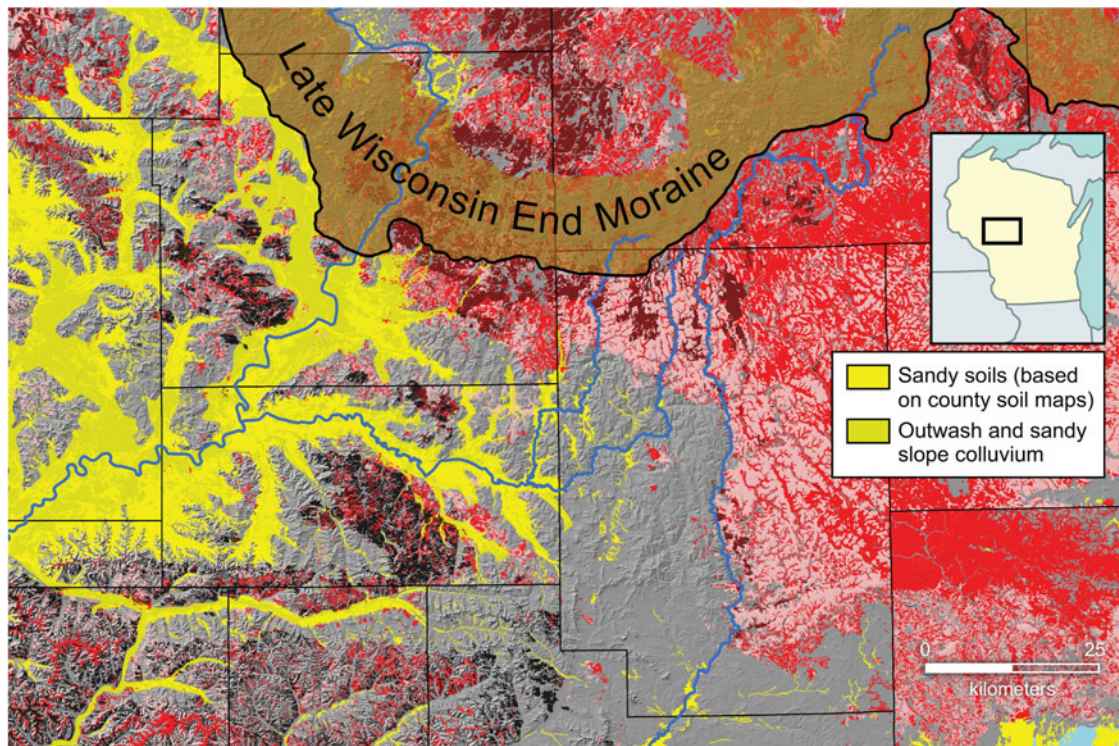 Late Wisconsin End Moraine
Sandy soils (based
on county soil maps)
Outwash and sandy
slope colluvium
0 25
kilometers